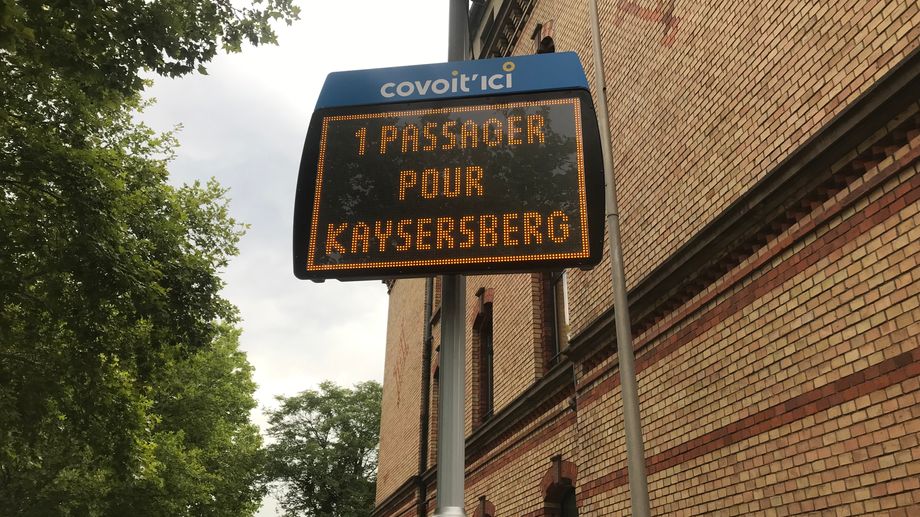 covoit'ici
1 PASSAGER
POUR
KAYSERSBERG